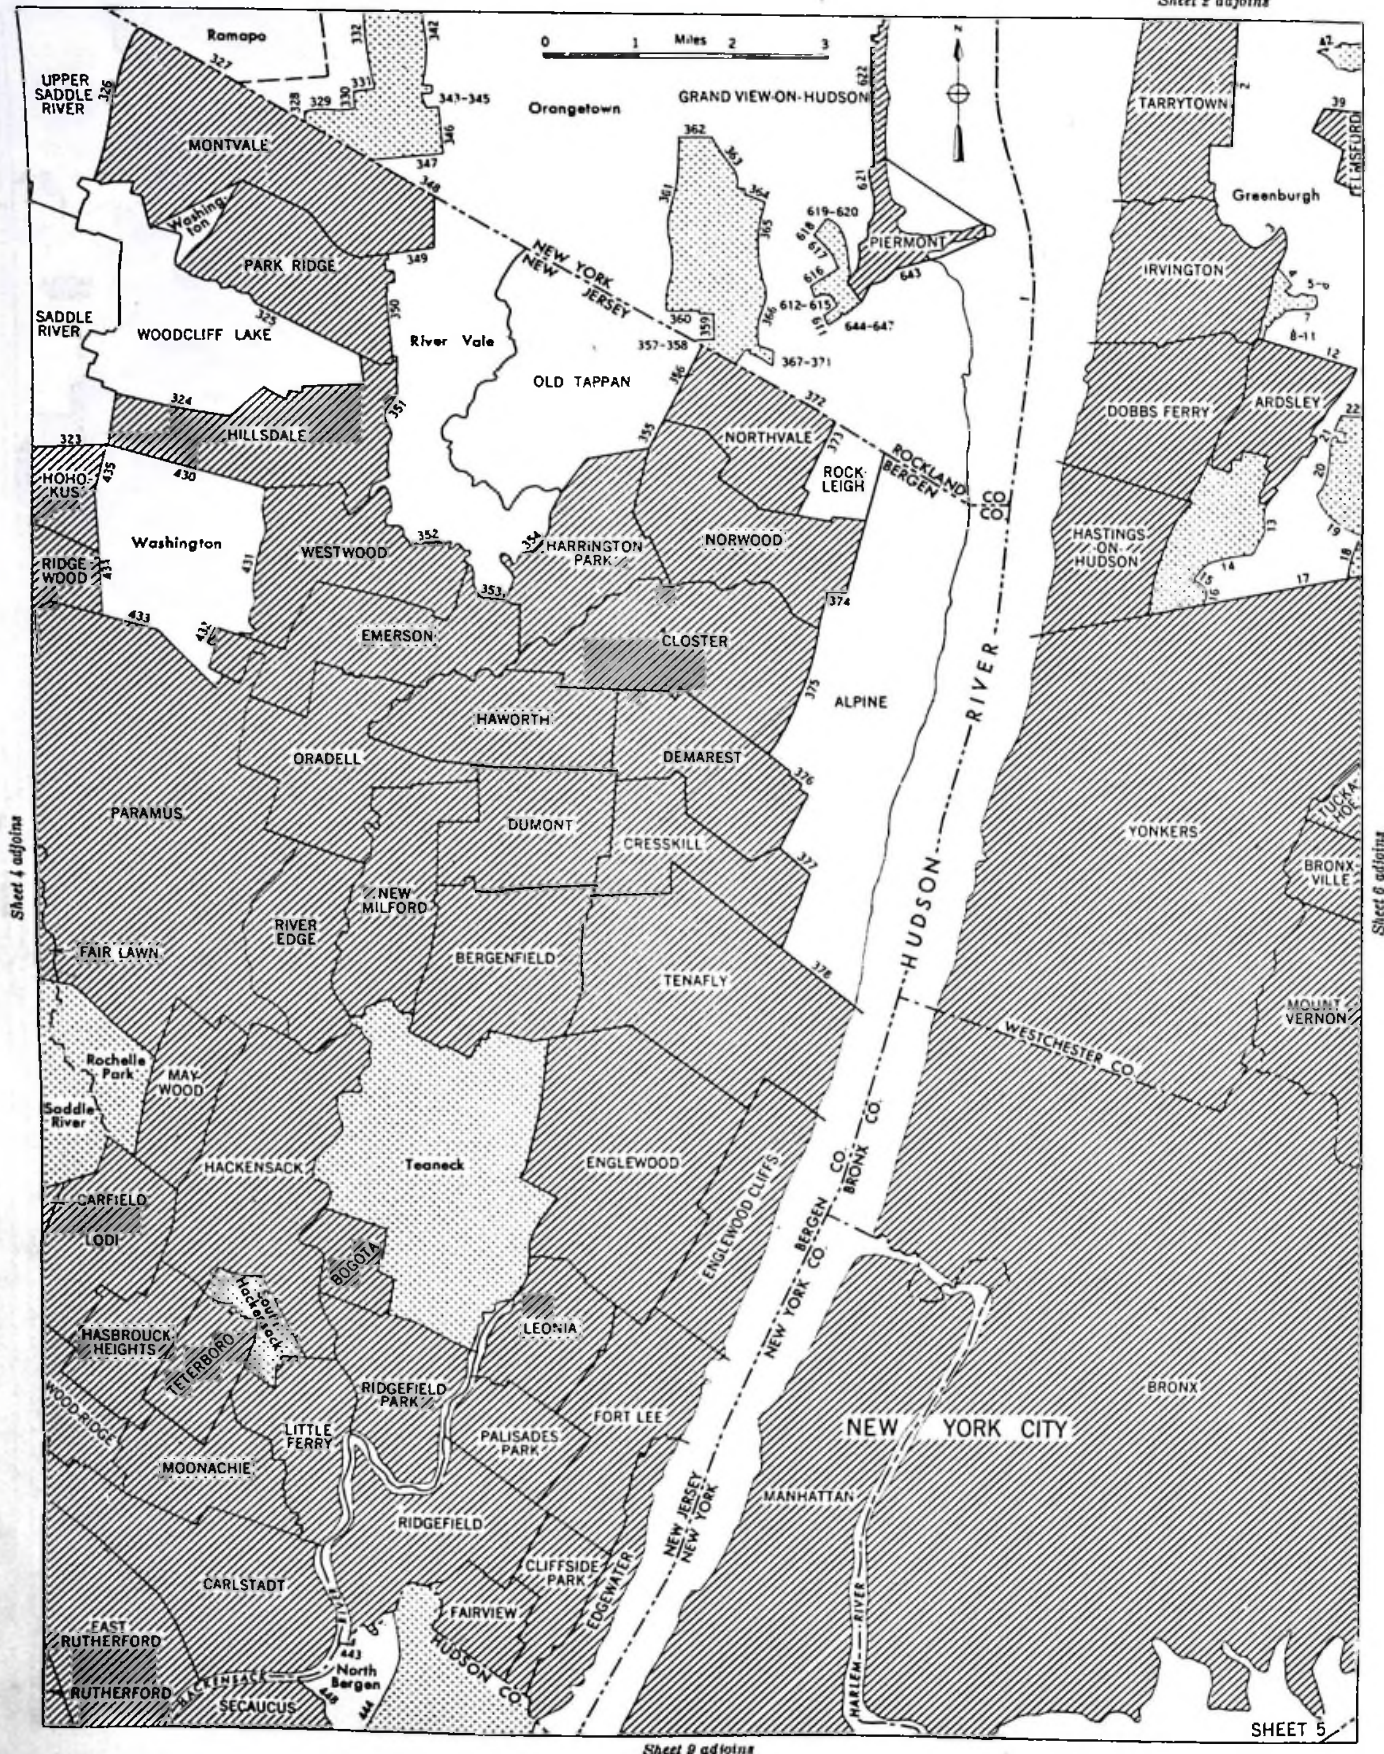 Sheet 2 adjoins
Ramapo
332
342
0 1 Miles 2 3
N
622
42
327
UPPER
SADDLE
RIVER
326
331
330
329
328
343-345
346
Orangetown
GRAND VIEW-ON-HUDSON
TARRYTOWN
2
39
ELMSFORD
MONTVALE
347
348
362
363
364
361
365
621
Greenburgh
Washing-
ton
619-620
618
617
616
PIERMONT
643
3
PARK RIDGE
349
NEW YORK
NEW JERSEY
IRVINGTON
4
5-6
7
8-11
12
350
325
612-615
611
644-647
366
360
359
357-358
367-371
SADDLE
RIVER
WOODCLIFF LAKE
River Vale
OLD TAPPAN
356
372
324
351
HILLSDALE
355
NORTHVALE
373
DOBBS FERRY
ARDSLEY
22
21
20
19
18
323
HOHO-
KUS
435
430
ROCK-
LEIGH
ROCKLAND CO
BERGEN CO.
13
14
15
16
17
Washington
431
WESTWOOD
352
354
HARRINGTON
PARK
NORWOOD
HASTINGS
ON
HUDSON
RIDGE
WOOD
434
353
374
433
432
EMERSON
CLOSTER
375
ALPINE
HUDSON RIVER
HAWORTH
ORADELL
DEMAREST
376
PARAMUS
DUMONT
CRESSKILL
377
YONKERS
TUCKA-
HOE
BRONX-
VILLE
Sheet 4 adjoins
Sheet 6 adjoins
NEW
MILFORD
RIVER
EDGE
FAIR LAWN
BERGENFIELD
TENAFLY
378
MOUNT
VERNON
WESTCHESTER CO
Rochelle
Park
MAY-
WOOD
Saddle
River
HACKENSACK
Teaneck
ENGLEWOOD
ENGLEWOOD CLIFFS
BERGEN CO.
BRONX CO.
NEW YORK CO.
GARFIELD
LODI
BOGOTA
South
Hackensack
LEONIA
HASBROUCK
HEIGHTS
TETERBORO
RIDGEFIELD
PARK
WOOD-RIDGE
LITTLE
FERRY
PALISADES
PARK
FORT LEE
BRONX
NEW YORK CITY
MOONACHIE
MANHATTAN
NEW JERSEY
NEW YORK
RIDGEFIELD
CARLSTADT
CLIFFSIDE
PARK
EDGEWATER
FAIRVIEW
HUDSON CO
HARLEM RIVER
EAST
RUTHERFORD
RIVER
443
North
Bergen
444
RUTHERFORD
HACKENSACK
SECAUCUS
SHEET 5
Sheet 9 adjoins